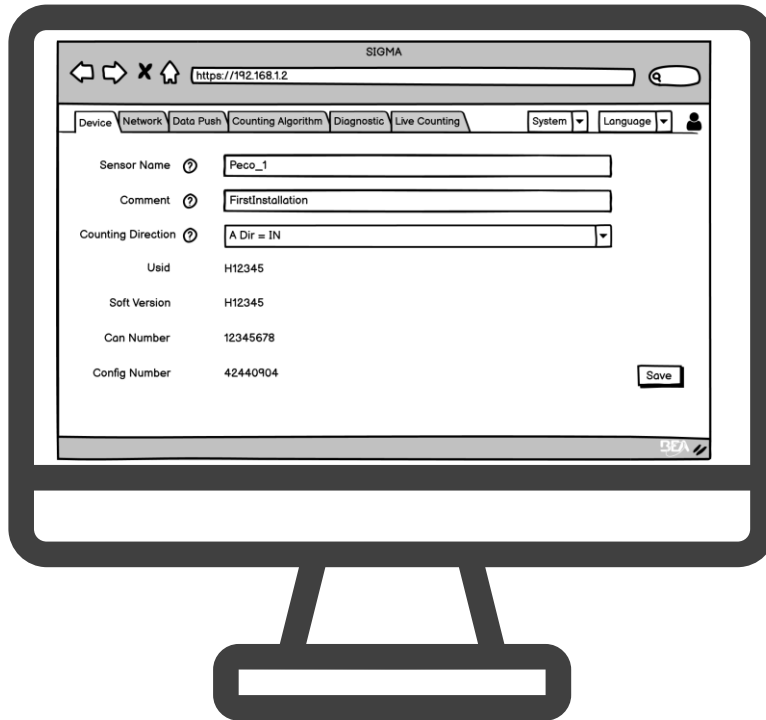 SIGMA
https://192.168.1.2
Device Network Data Push Counting Algorithm Diagnostic Live Counting System Language
Sensor Name ? Peco_1
Comment ? FirstInstallation
Counting Direction ? A Dir = IN
Usid H12345
Soft Version H12345
Can Number 12345678
Config Number 42440904
Save
BEA